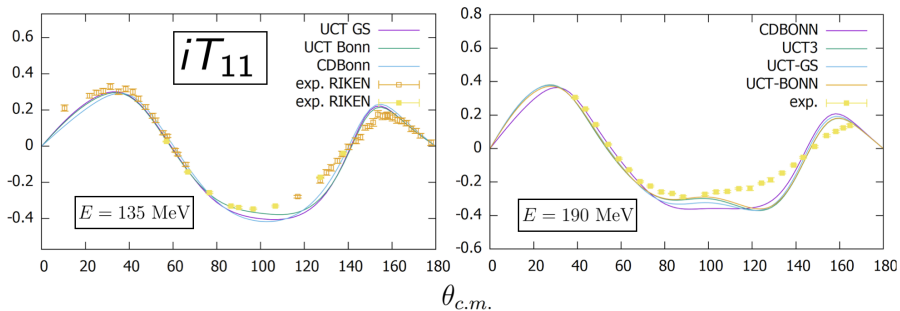 iT11
UCT GS
UCT Bonn
CDBonn
exp. RIKEN
exp. RIKEN
0.6
0.4
0.2
0
-0.2
-0.4
E = 135 MeV
0 20 40 60 80 100 120 140 160 180
CDBONN
UCT3
UCT-GS
UCT-BONN
exp.
0.8
0.6
0.4
0.2
0
-0.2
-0.4
-0.6
-0.8
E = 190 MeV
0 20 40 60 80 100 120 140 160 180
θc.m.